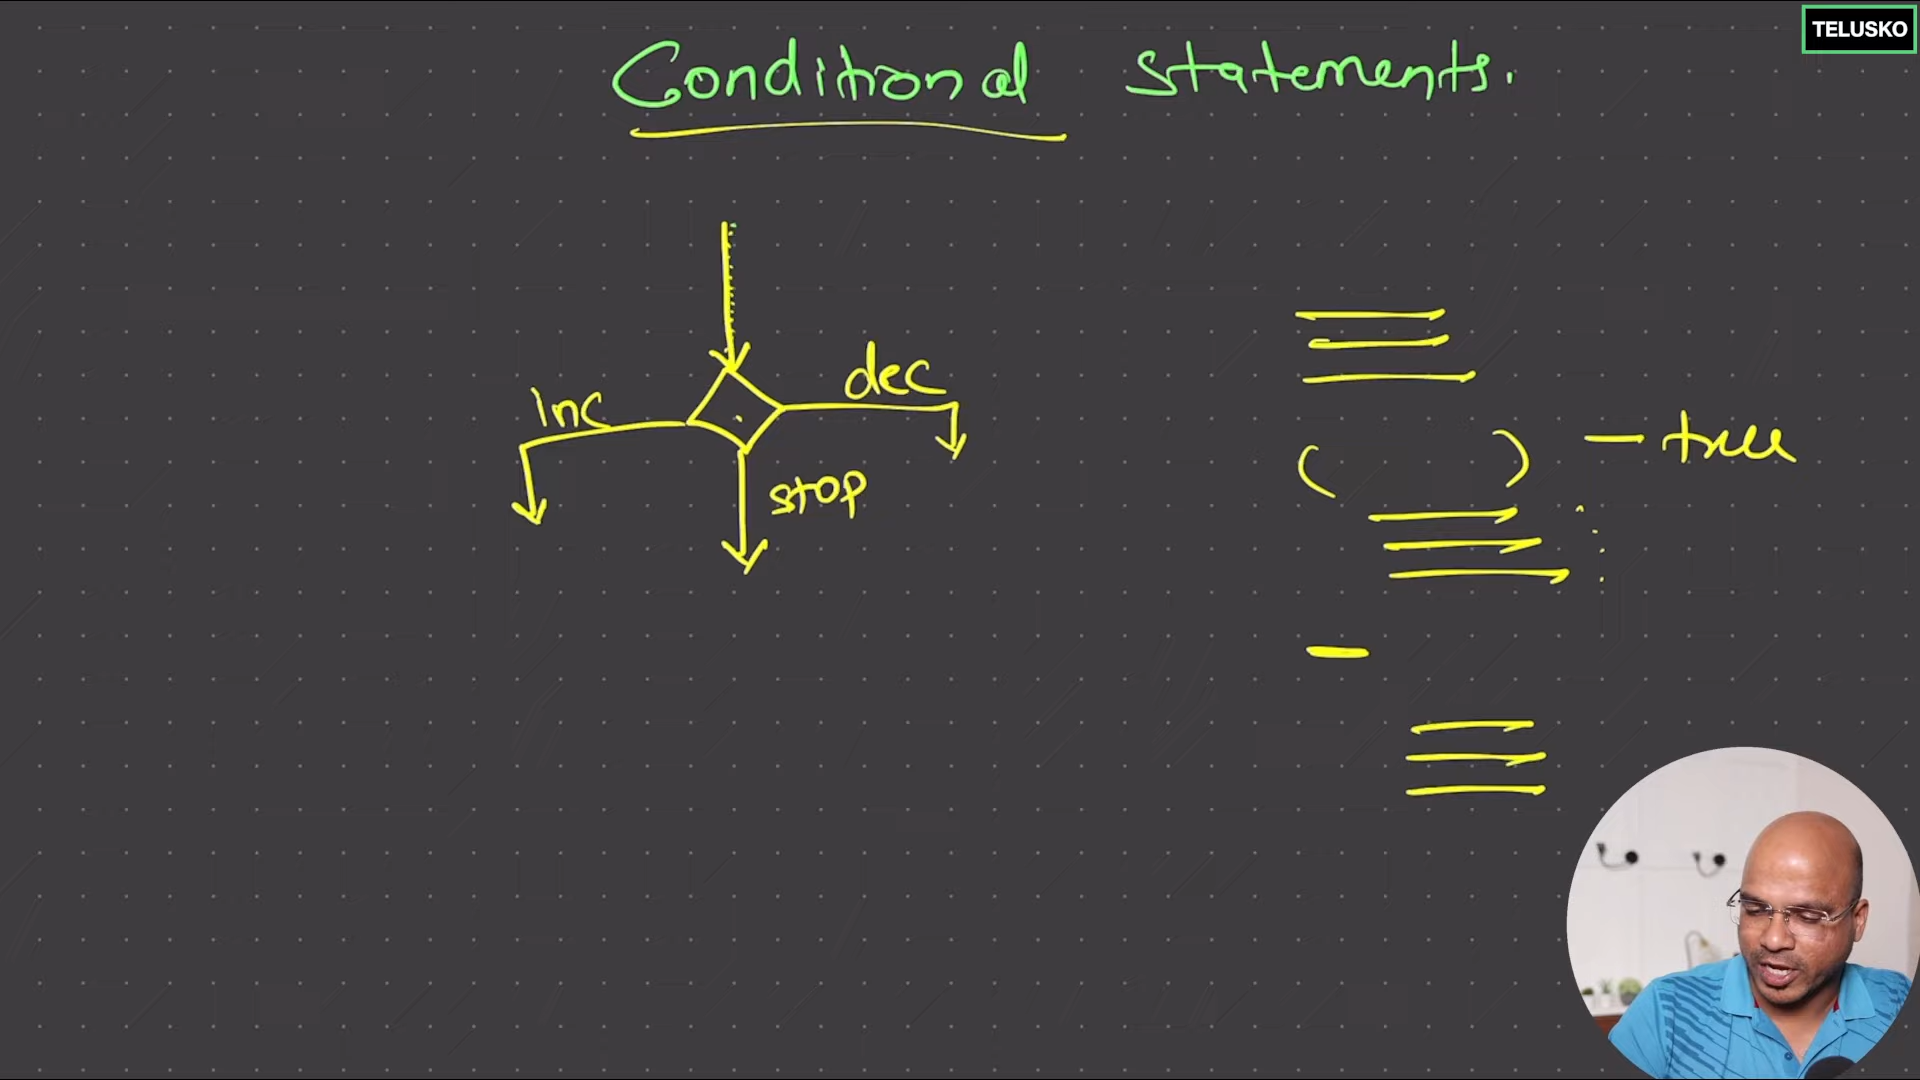 TELUSKO
Conditional statements.
inc
dec
stop
( ) — true